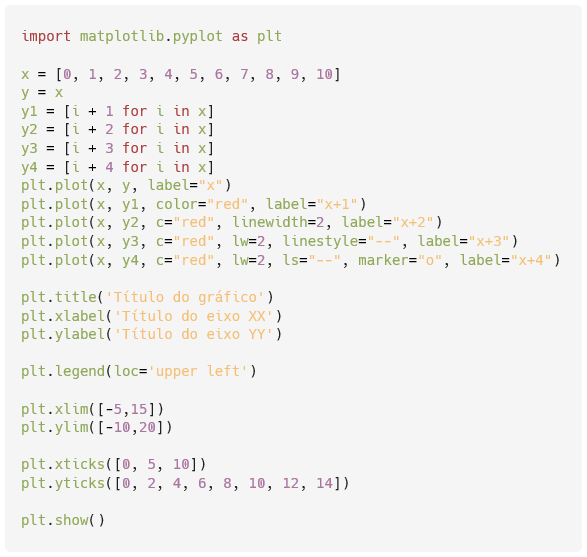 import matplotlib.pyplot as plt
x = [0, 1, 2, 3, 4, 5, 6, 7, 8, 9, 10]
y = x
y1 = [i + 1 for i in x]
y2 = [i + 2 for i in x]
y3 = [i + 3 for i in x]
y4 = [i + 4 for i in x]
plt.plot(x, y, label="x")
plt.plot(x, y1, color="red", label="x+1")
plt.plot(x, y2, c="red", linewidth=2, label="x+2")
plt.plot(x, y3, c="red", lw=2, linestyle="--", label="x+3")
plt.plot(x, y4, c="red", lw=2, ls="--", marker="o", label="x+4")
plt.title('Título do gráfico')
plt.xlabel('Título do eixo XX')
plt.ylabel('Título do eixo YY')
plt.legend(loc='upper left')
plt.xlim([-5,15])
plt.ylim([-10,20])
plt.xticks([0, 5, 10])
plt.yticks([0, 2, 4, 6, 8, 10, 12, 14])
plt.show()